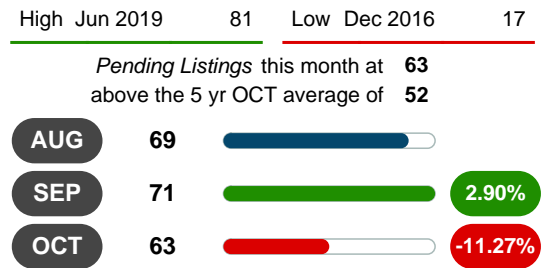 High Jun 2019 81 Low Dec 2016 17
Pending Listings this month at 63
above the 5 yr OCT average of 52
AUG 69
SEP 71 2.90%
OCT 63 -11.27%